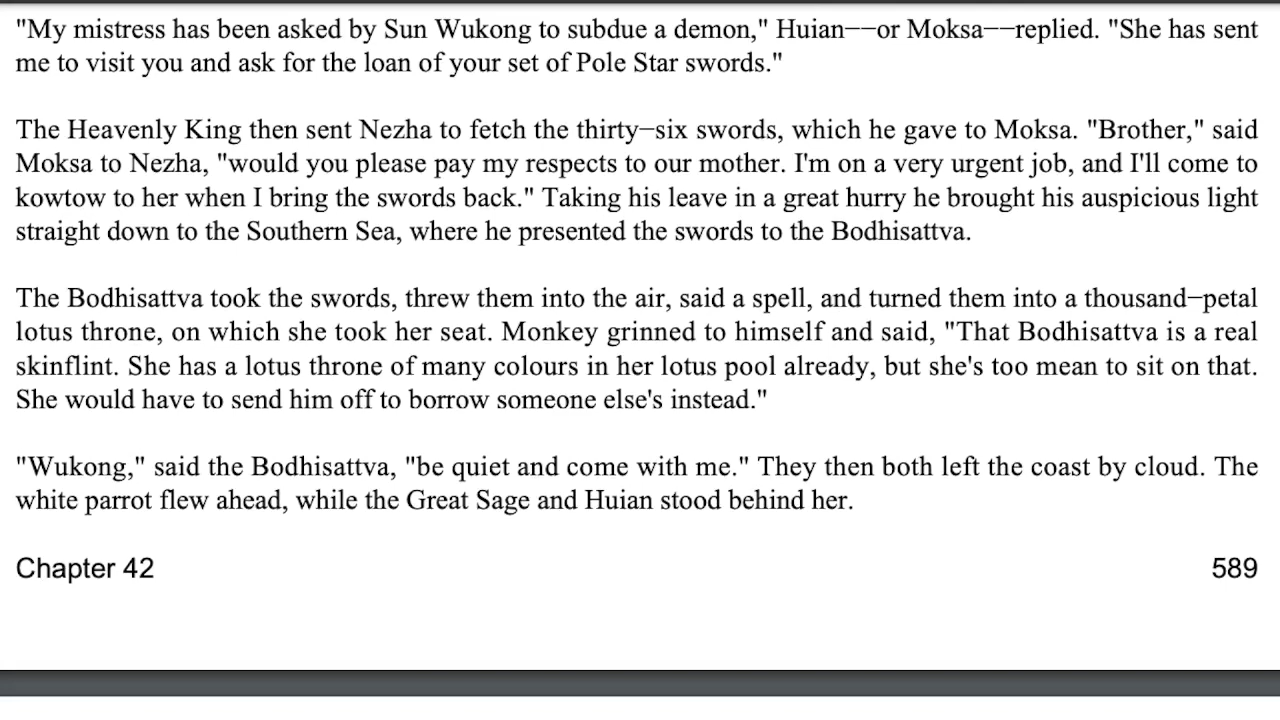 "My mistress has been asked by Sun Wukong to subdue a demon," Huian−−or Moksa−−replied. "She has sent
me to visit you and ask for the loan of your set of Pole Star swords."
The Heavenly King then sent Nezha to fetch the thirty−six swords, which he gave to Moksa. "Brother," said
Moksa to Nezha, "would you please pay my respects to our mother. I'm on a very urgent job, and I'll come to
kowtow to her when I bring the swords back." Taking his leave in a great hurry he brought his auspicious light
straight down to the Southern Sea, where he presented the swords to the Bodhisattva.
The Bodhisattva took the swords, threw them into the air, said a spell, and turned them into a thousand−petal
lotus throne, on which she took her seat. Monkey grinned to himself and said, "That Bodhisattva is a real
skinflint. She has a lotus throne of many colours in her lotus pool already, but she's too mean to sit on that.
She would have to send him off to borrow someone else's instead."
"Wukong," said the Bodhisattva, "be quiet and come with me." They then both left the coast by cloud. The
white parrot flew ahead, while the Great Sage and Huian stood behind her.
Chapter 42
589